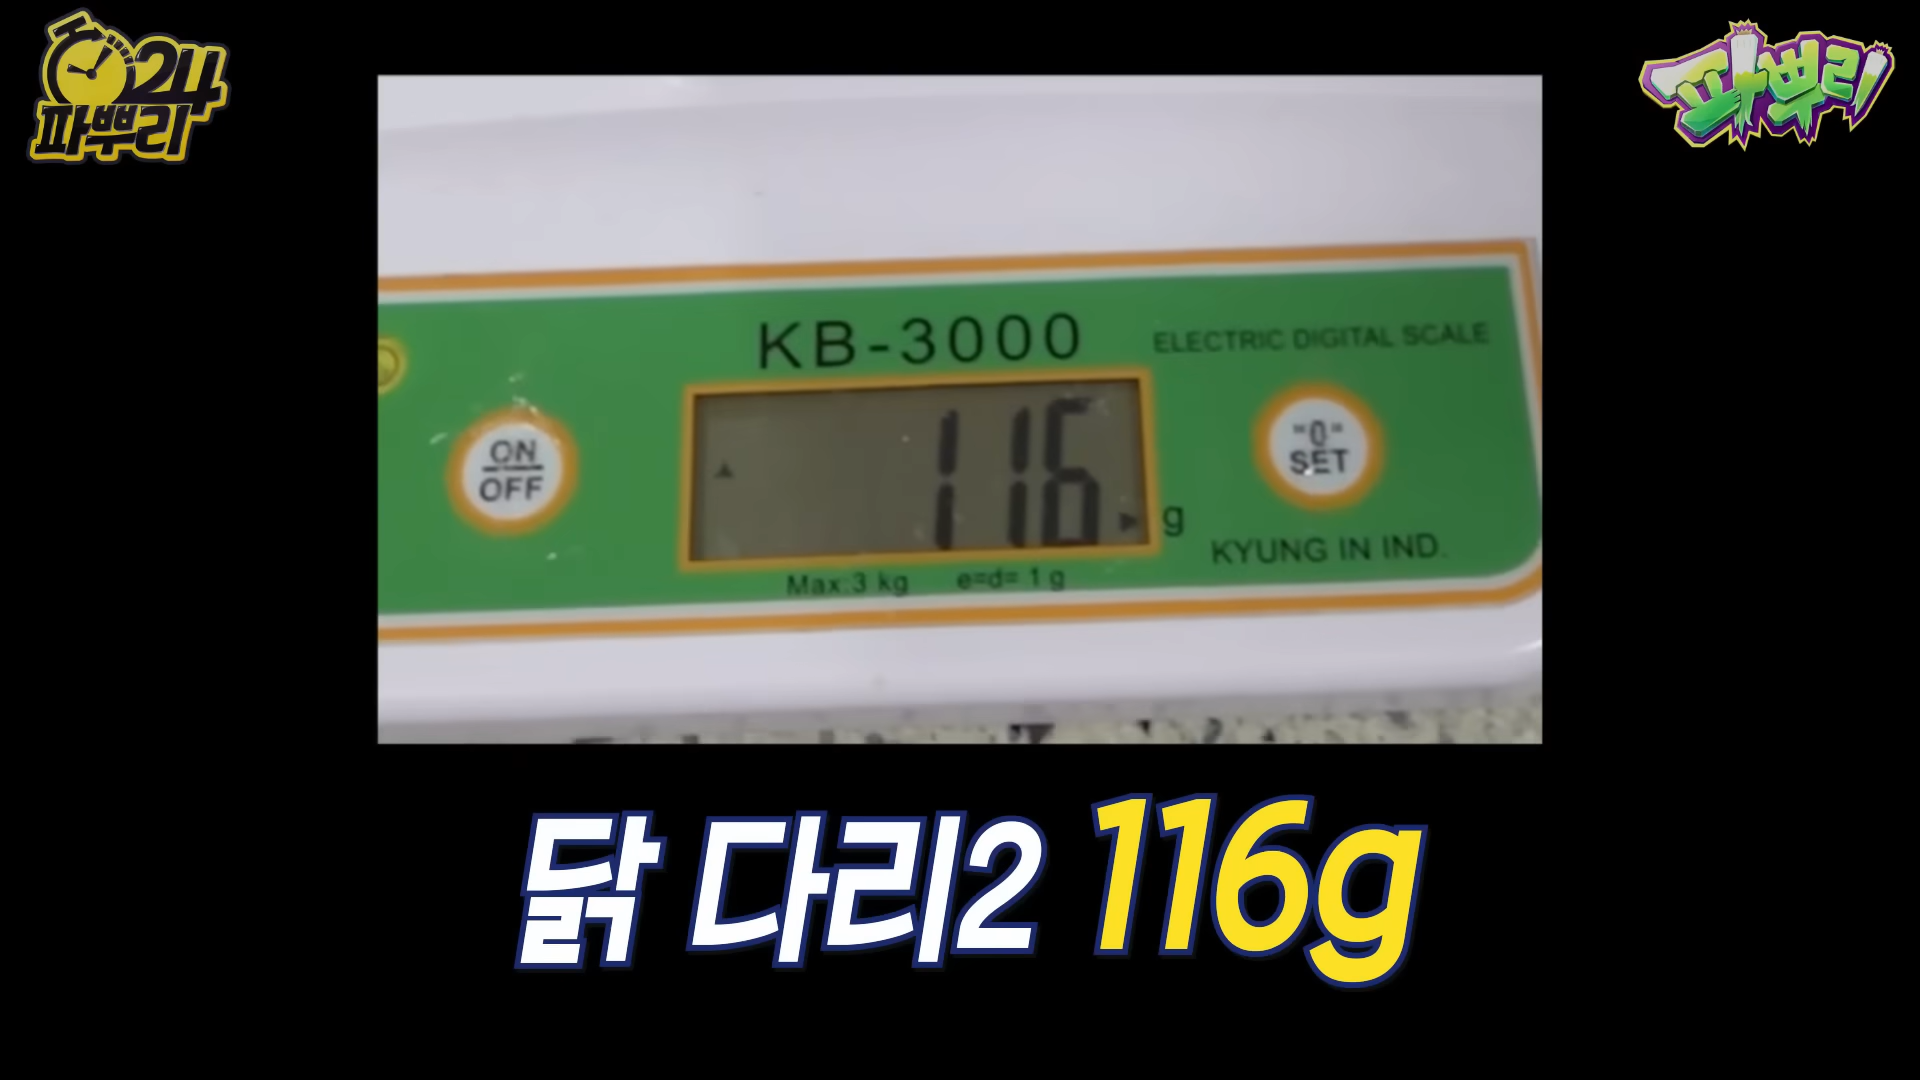 24
파뿌리
파뿌리
KB-3000
ELECTRIC DIGITAL SCALE
ON
OFF
116 g
"0"
SET
KYUNG IN IND.
Max:3 kg e=d= 1 g
닭 다리2 116g